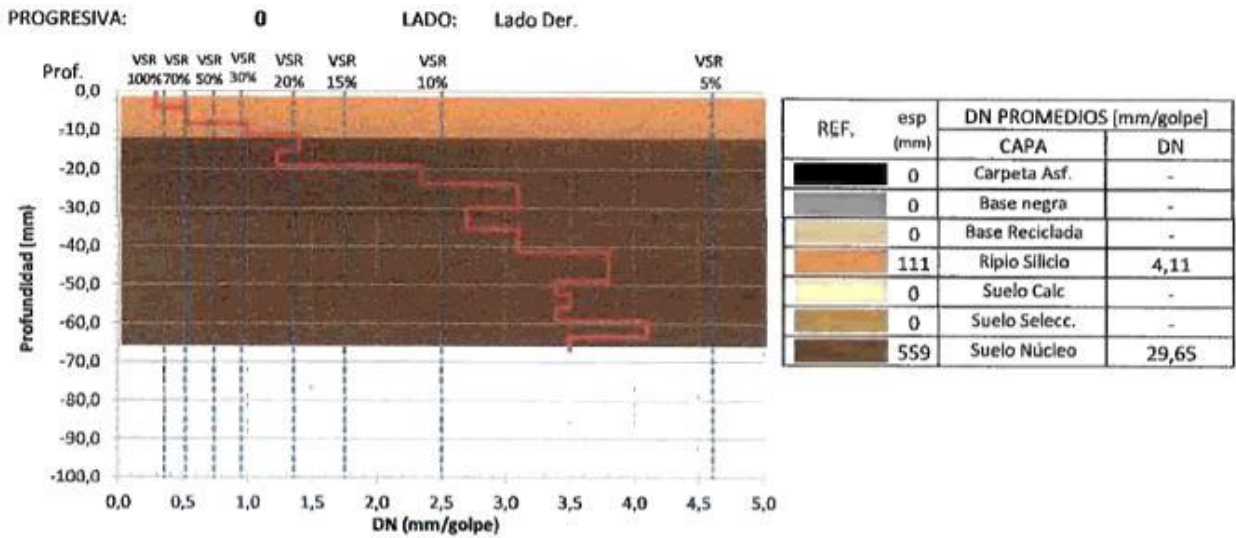 PROGRESIVA: 0 LADO: Lado Der.
VSR VSR VSR VSR VSR VSR VSR VSR
Prof. 100% 70% 50% 30% 20% 15% 10% 5%
0,0
-10,0
-20,0
-30,0
-40,0
-50,0
-60,0
-70,0
-80,0
-90,0
-100,0
Profundidad (mm)
0,0 0,5 1,0 1,5 2,0 2,5 3,0 3,5 4,0 4,5 5,0
DN (mm/golpe)
REF. esp (mm) DN PROMEDIOS [mm/golpe]
CAPA DN
0 Carpeta Asf. -
0 Base negra -
0 Base Reciclada -
111 Ripio Silicio 4,11
0 Suelo Calc -
0 Suelo Selecc. -
559 Suelo Núcleo 29,65